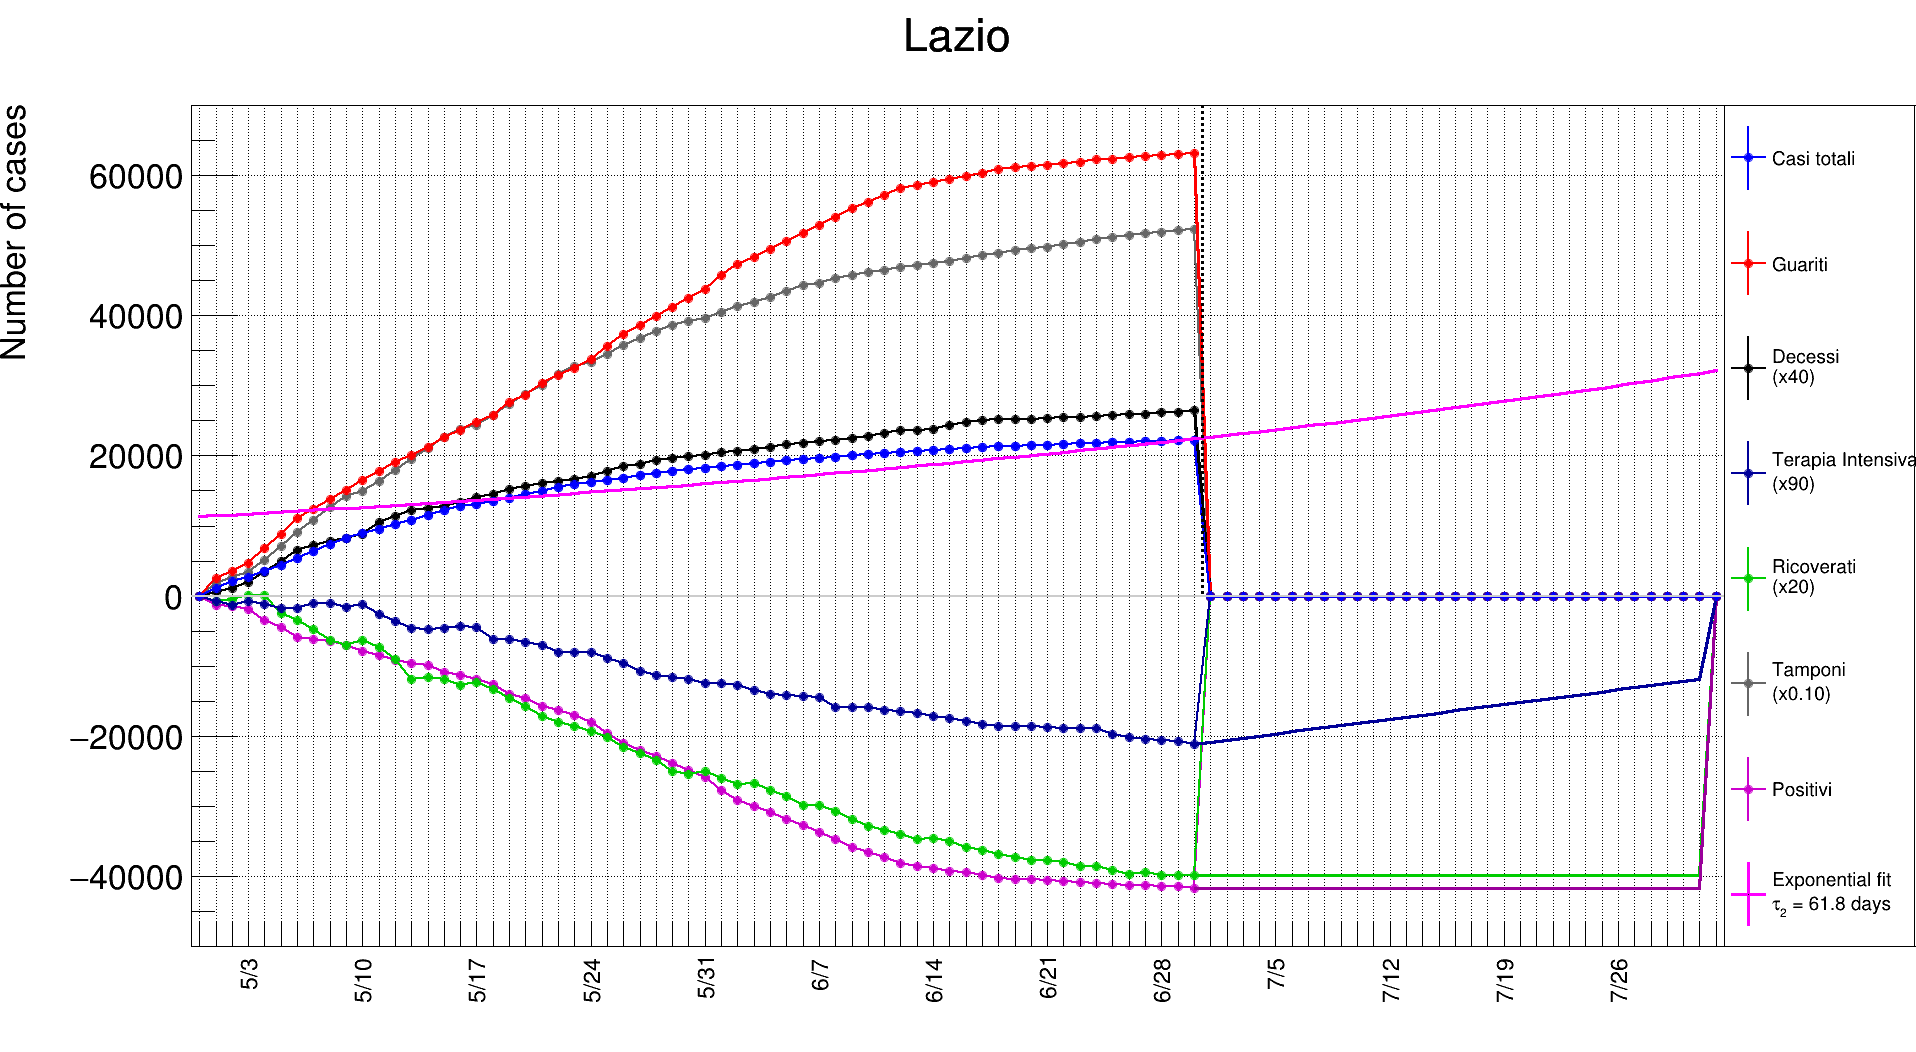 Lazio
Number of cases
60000
40000
20000
0
−20000
−40000
5/3
5/10
5/17
5/24
5/31
6/7
6/14
6/21
6/28
7/5
7/12
7/19
7/26
Casi totali
Guariti
Decessi
(x40)
Terapia Intensiva
(x90)
Ricoverati
(x20)
Tamponi
(x0.10)
Positivi
Exponential fit
τ2 = 61.8 days